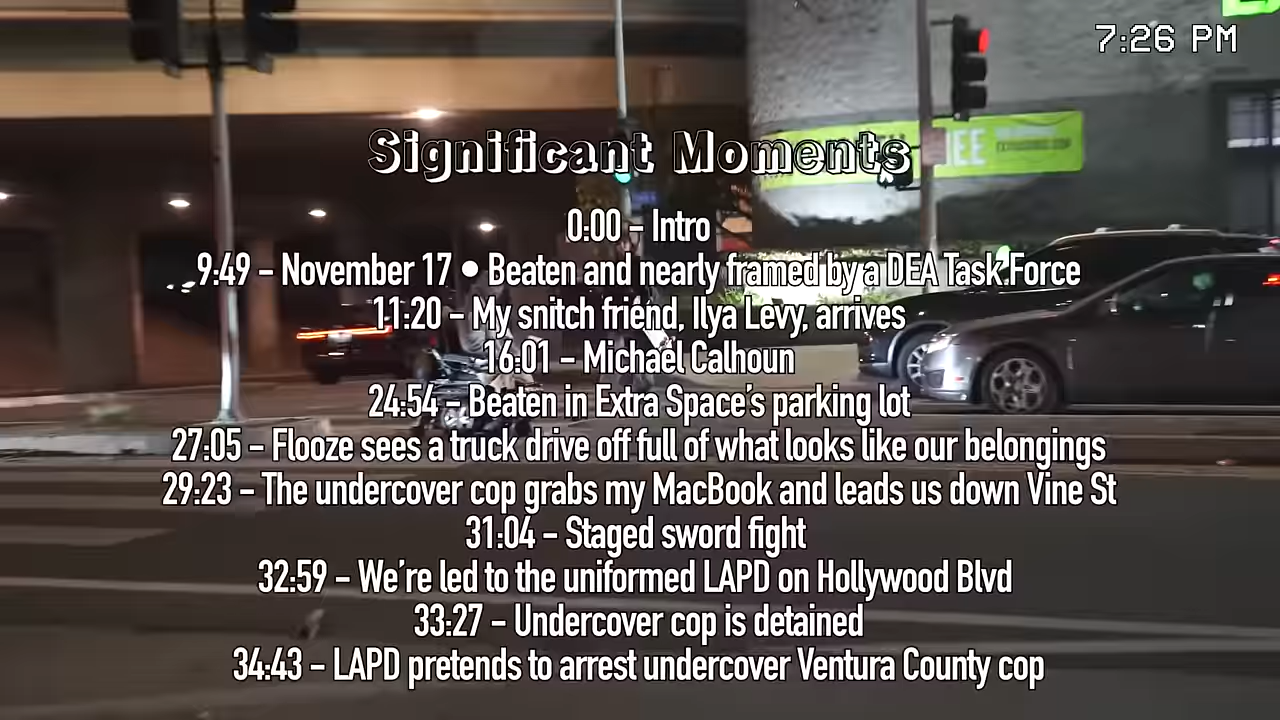 7:26 PM
Significant Moments
0:00 – Intro
9:49 – November 17 • Beaten and nearly framed by a DEA Task Force
11:20 – My snitch friend, Ilya Levy, arrives
16:01 – Michael Calhoun
24:54 – Beaten in Extra Space's parking lot
27:05 – Flooze sees a truck drive off full of what looks like our belongings
29:23 – The undercover cop grabs my MacBook and leads us down Vine St
31:04 – Staged sword fight
32:59 – We're led to the uniformed LAPD on Hollywood Blvd
33:27 – Undercover cop is detained
34:43 – LAPD pretends to arrest undercover Ventura County cop